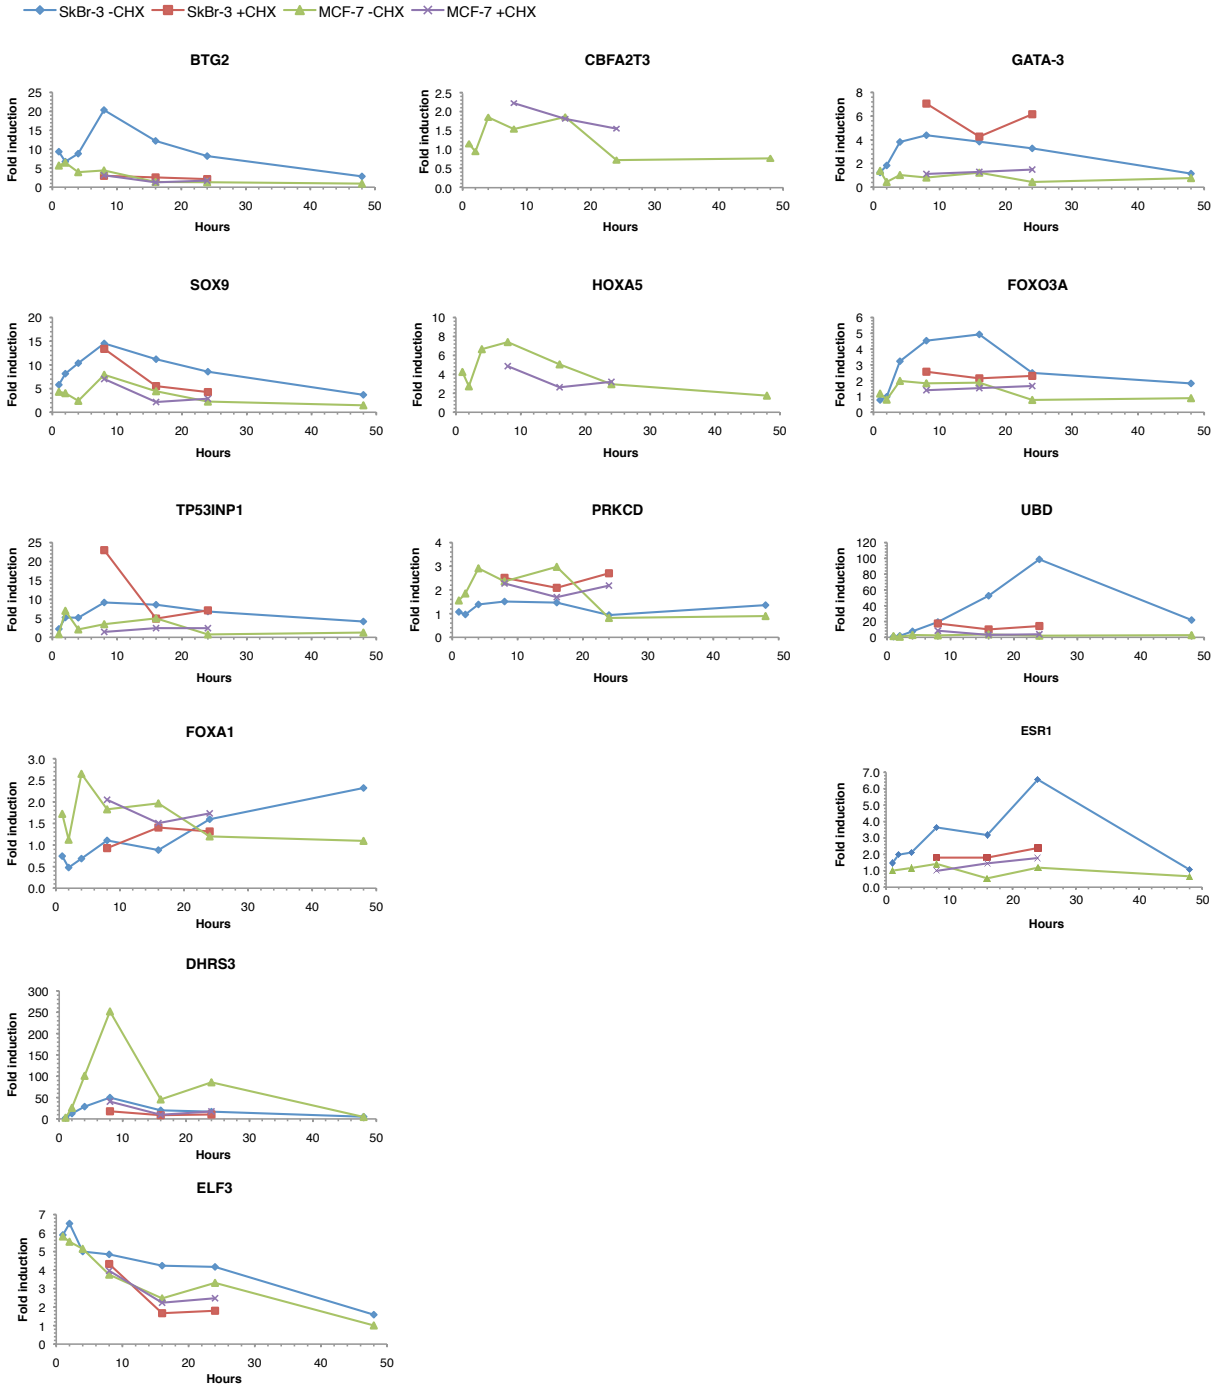 SkBr-3 -CHX SkBr-3 +CHX MCF-7 -CHX MCF-7 +CHX
BTG2
Fold induction
25
20
15
10
5
0
0 10 20 30 40 50
Hours
CBFA2T3
Fold induction
2.5
2.0
1.5
1.0
0.5
0.0
0 10 20 30 40 50
Hours
GATA-3
Fold induction
8
6
4
2
0
0 10 20 30 40 50
Hours
SOX9
Fold induction
20
15
10
5
0
0 10 20 30 40 50
Hours
HOXA5
Fold induction
10
8
6
4
2
0
0 10 20 30 40 50
Hours
FOXO3A
Fold induction
6
5
4
3
2
1
0
0 10 20 30 40 50
Hours
TP53INP1
Fold induction
25
20
15
10
5
0
0 10 20 30 40 50
Hours
PRKCD
Fold induction
4
3
2
1
0
0 10 20 30 40 50
Hours
UBD
Fold induction
120
100
80
60
40
20
0
0 10 20 30 40 50
Hours
FOXA1
Fold induction
3.0
2.5
2.0
1.5
1.0
0.5
0.0
0 10 20 30 40 50
Hours
ESR1
Fold induction
7.0
6.0
5.0
4.0
3.0
2.0
1.0
0.0
0 10 20 30 40 50
Hours
DHRS3
Fold induction
300
250
200
150
100
50
0
0 10 20 30 40 50
Hours
ELF3
Fold induction
7
6
5
4
3
2
1
0
0 10 20 30 40 50
Hours